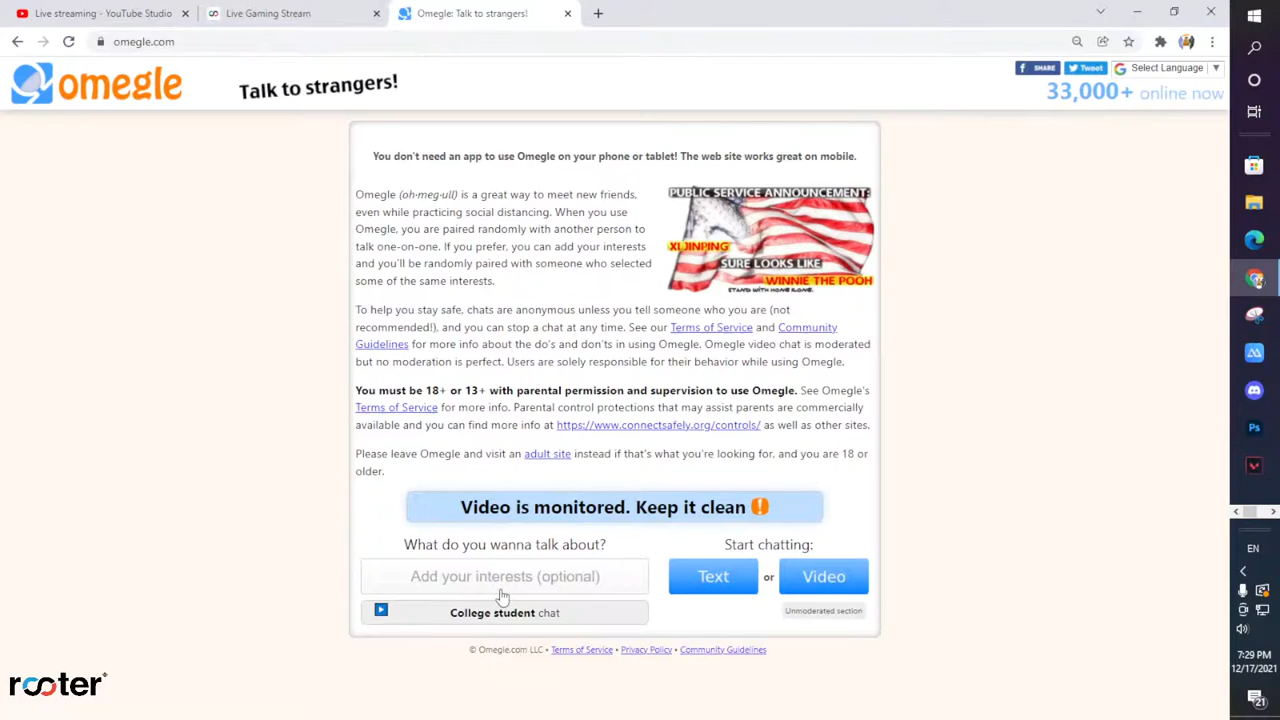 Live streaming - YouTube Studio
Live Gaming Stream
Omegle: Talk to strangers!
omegle.com
omegle
Talk to strangers!
SHARE
Tweet
Select Language
33,000+ online now
You don't need an app to use Omegle on your phone or tablet! The web site works great on mobile.
Omegle (oh·meg·ull) is a great way to meet new friends,
even while practicing social distancing. When you use
Omegle, you are paired randomly with another person to
talk one-on-one. If you prefer, you can add your interests
and you'll be randomly paired with someone who selected
some of the same interests.
PUBLIC SERVICE ANNOUNCEMENT:
XI JINPING
SURE LOOKS LIKE
WINNIE THE POOH
STAND WITH HONG KONG.
To help you stay safe, chats are anonymous unless you tell someone who you are (not
recommended!), and you can stop a chat at any time. See our Terms of Service and Community
Guidelines for more info about the do's and don'ts in using Omegle. Omegle video chat is moderated
but no moderation is perfect. Users are solely responsible for their behavior while using Omegle.
You must be 18+ or 13+ with parental permission and supervision to use Omegle. See Omegle's
Terms of Service for more info. Parental control protections that may assist parents are commercially
available and you can find more info at https://www.connectsafely.org/controls/ as well as other sites.
Please leave Omegle and visit an adult site instead if that's what you're looking for, and you are 18 or
older.
Video is monitored. Keep it clean
What do you wanna talk about?
Start chatting:
Add your interests (optional)
Text or Video
College student chat
Unmoderated section
© Omegle.com LLC • Terms of Service • Privacy Policy • Community Guidelines
rooter
Ps
EN
7:29 PM
12/17/2021
21